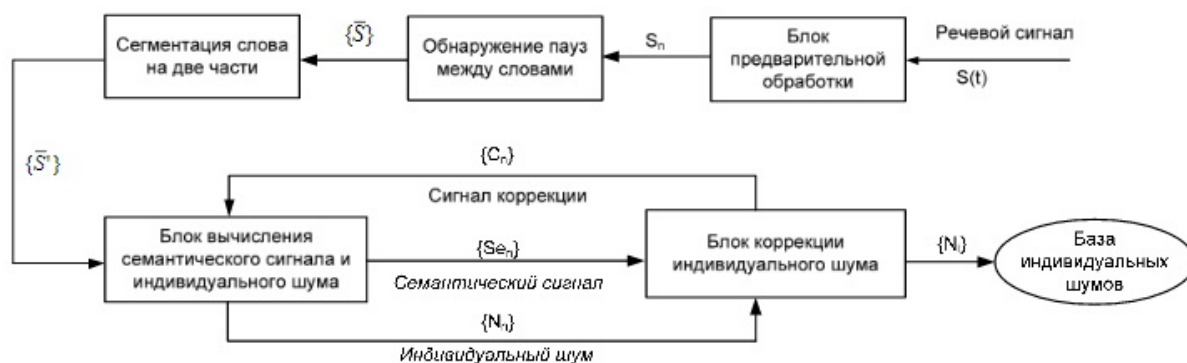 Речевой сигнал
S(t)
Блок
предварительной
обработки
Sn
Обнаружение пауз
между словами
{S̅}
Сегментация слова
на две части
{S̅'}
Блок вычисления
семантического сигнала и
индивидуального шума
{Cn}
Сигнал коррекции
{Sen}
Семантический сигнал
{Nn}
Индивидуальный шум
Блок коррекции
индивидуального шума
{Ni}
База
индивидуальных
шумов